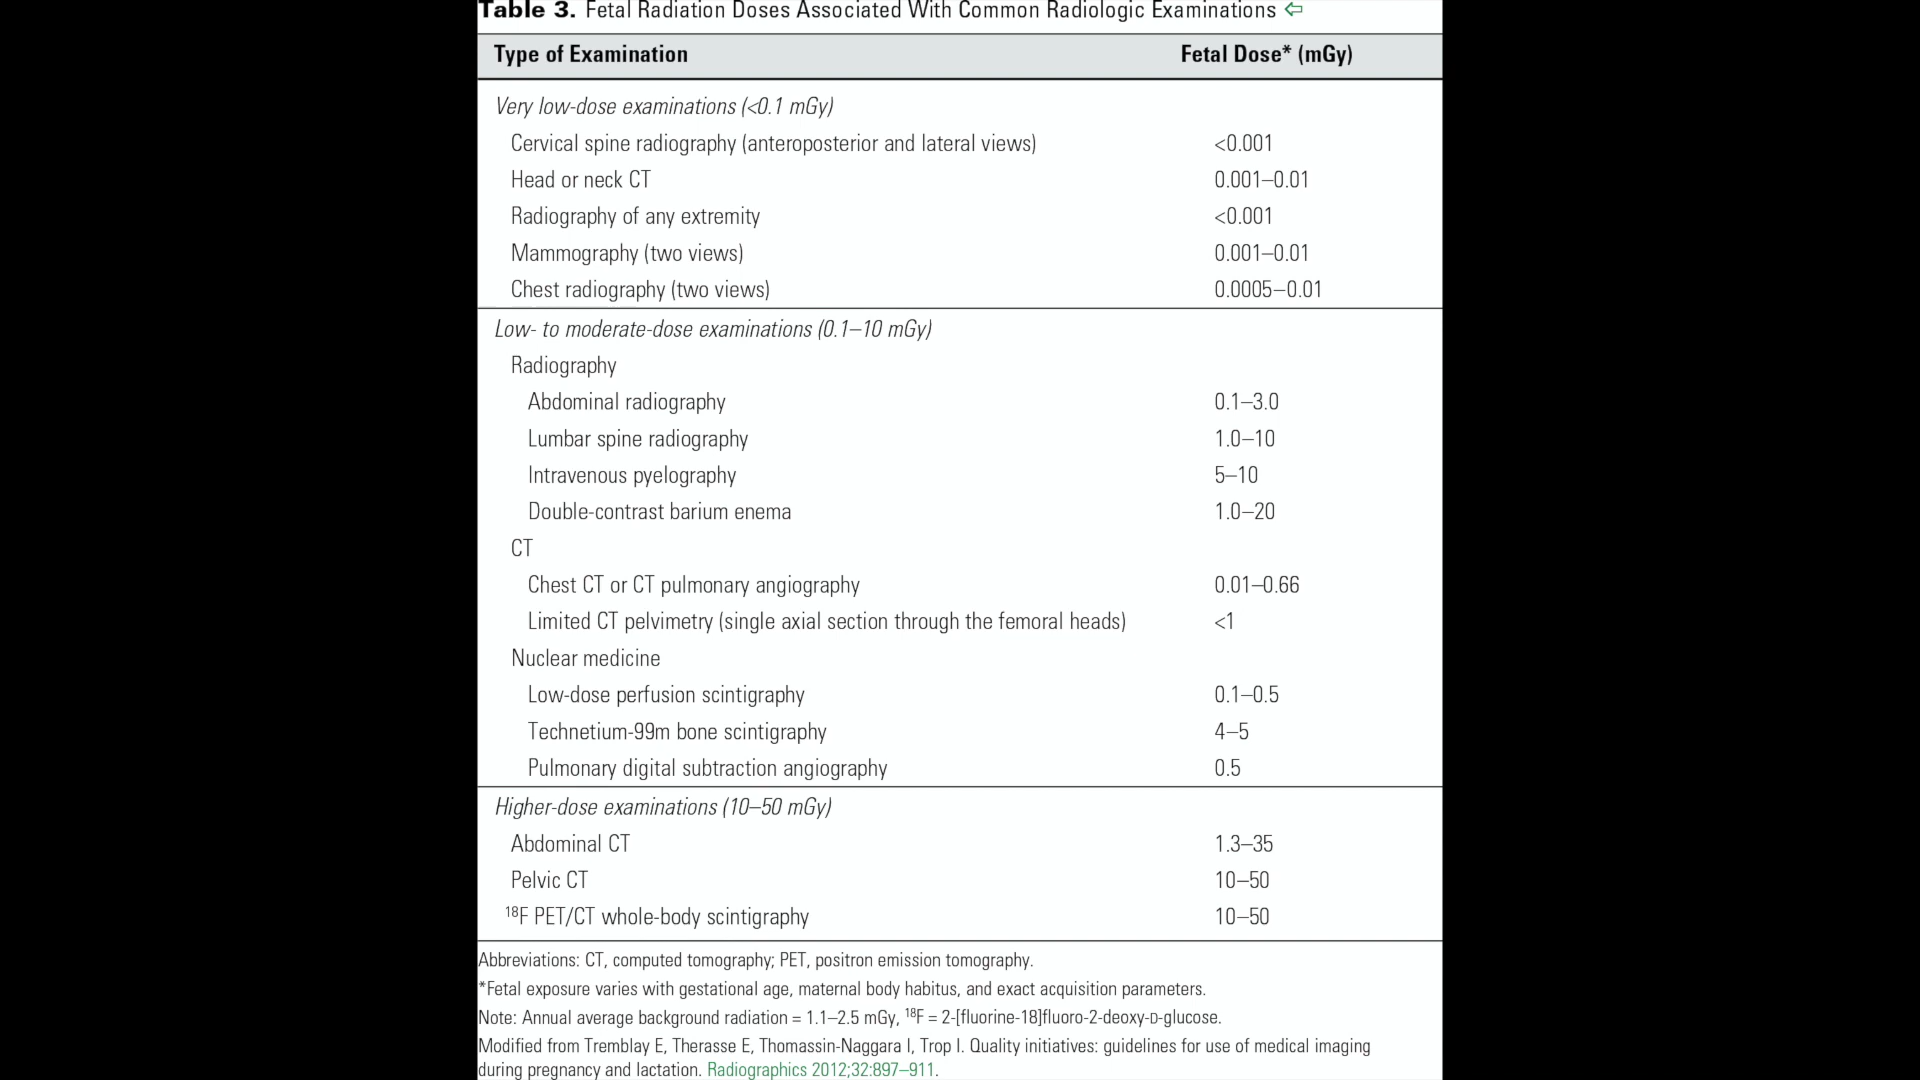 Table 3. Fetal Radiation Doses Associated With Common Radiologic Examinations ⇦
Type of Examination Fetal Dose* (mGy)
Very low-dose examinations (<0.1 mGy)
Cervical spine radiography (anteroposterior and lateral views) <0.001
Head or neck CT 0.001–0.01
Radiography of any extremity <0.001
Mammography (two views) 0.001–0.01
Chest radiography (two views) 0.0005–0.01
Low- to moderate-dose examinations (0.1–10 mGy)
Radiography
Abdominal radiography 0.1–3.0
Lumbar spine radiography 1.0–10
Intravenous pyelography 5–10
Double-contrast barium enema 1.0–20
CT
Chest CT or CT pulmonary angiography 0.01–0.66
Limited CT pelvimetry (single axial section through the femoral heads) <1
Nuclear medicine
Low-dose perfusion scintigraphy 0.1–0.5
Technetium-99m bone scintigraphy 4–5
Pulmonary digital subtraction angiography 0.5
Higher-dose examinations (10–50 mGy)
Abdominal CT 1.3–35
Pelvic CT 10–50
¹⁸F PET/CT whole-body scintigraphy 10–50
Abbreviations: CT, computed tomography; PET, positron emission tomography.
*Fetal exposure varies with gestational age, maternal body habitus, and exact acquisition parameters.
Note: Annual average background radiation = 1.1–2.5 mGy, ¹⁸F = 2-[fluorine-18]fluoro-2-deoxy-D-glucose.
Modified from Tremblay E, Therasse E, Thomassin-Naggara I, Trop I. Quality initiatives: guidelines for use of medical imaging
during pregnancy and lactation. Radiographics 2012;32:897–911.